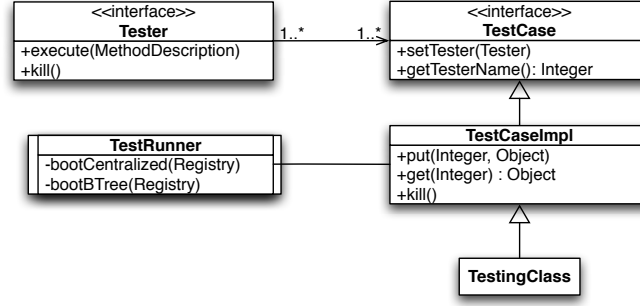 <<interface>>
Tester
+execute(MethodDescription)
+kill()
1..*
1..*
<<interface>>
TestCase
+setTester(Tester)
+getTesterName(): Integer
TestRunner
-bootCentralized(Registry)
-bootBTree(Registry)
TestCaseImpl
+put(Integer, Object)
+get(Integer) : Object
+kill()
TestingClass